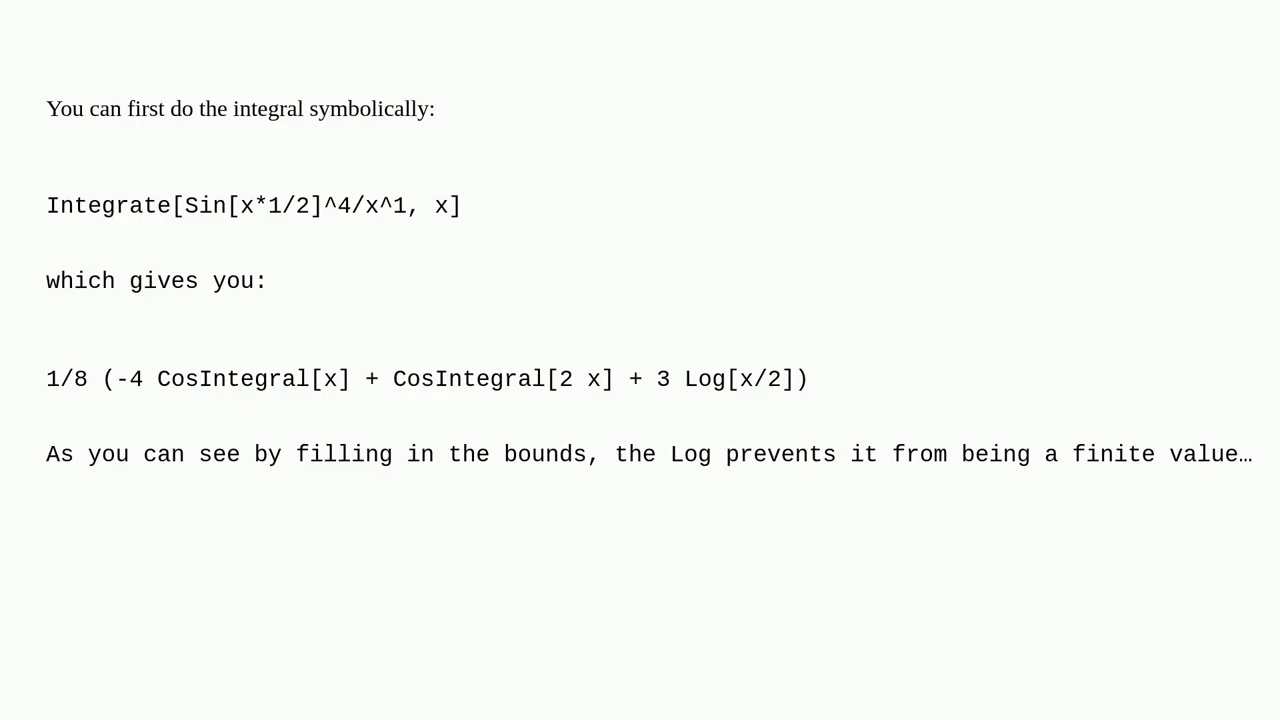 You can first do the integral symbolically:
Integrate[Sin[x*1/2]^4/x^1, x]
which gives you:
1/8 (-4 CosIntegral[x] + CosIntegral[2 x] + 3 Log[x/2])
As you can see by filling in the bounds, the Log prevents it from being a finite value…